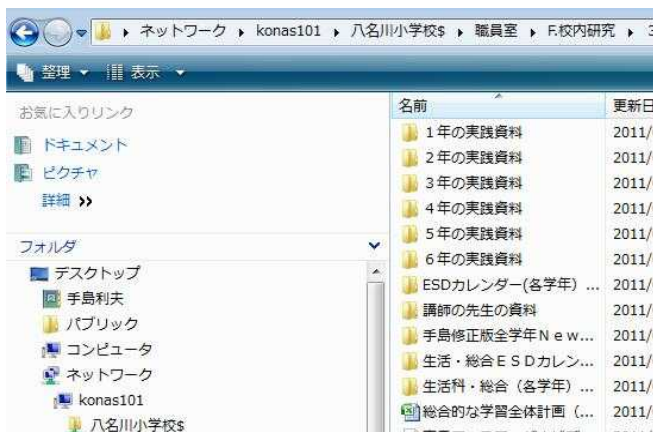 ネットワーク ▸ konas101 ▸ 八名川小学校$ ▸ 職員室 ▸ F.校内研究 ▸ 3
整理 表示
お気に入りリンク
ドキュメント
ピクチャ
詳細 >>
フォルダ
デスクトップ
手島利夫
パブリック
コンピュータ
ネットワーク
konas101
八名川小学校$
名前 更新日
1年の実践資料 2011/
2年の実践資料 2011/
3年の実践資料 2011/
4年の実践資料 2011/
5年の実践資料 2011/
6年の実践資料 2011/
ESDカレンダー(各学年) ... 2011/
講師の先生の資料 2011/
手島修正版全学年New... 2011/
生活・総合ESDカレン... 2011/
生活科・総合(各学年) ... 2011/
総合的な学習全体計画(... 2011/